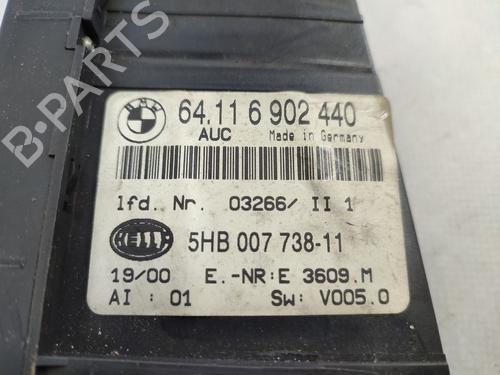 BMW
64.11 6 902 440
AUC Made in Germany
lfd. Nr. 03266/ II 1
HELLA 5HB 007 738-11
19/00 E.-NR:E 3609.M
AI : 01 Sw: V005.0
B-PARTS